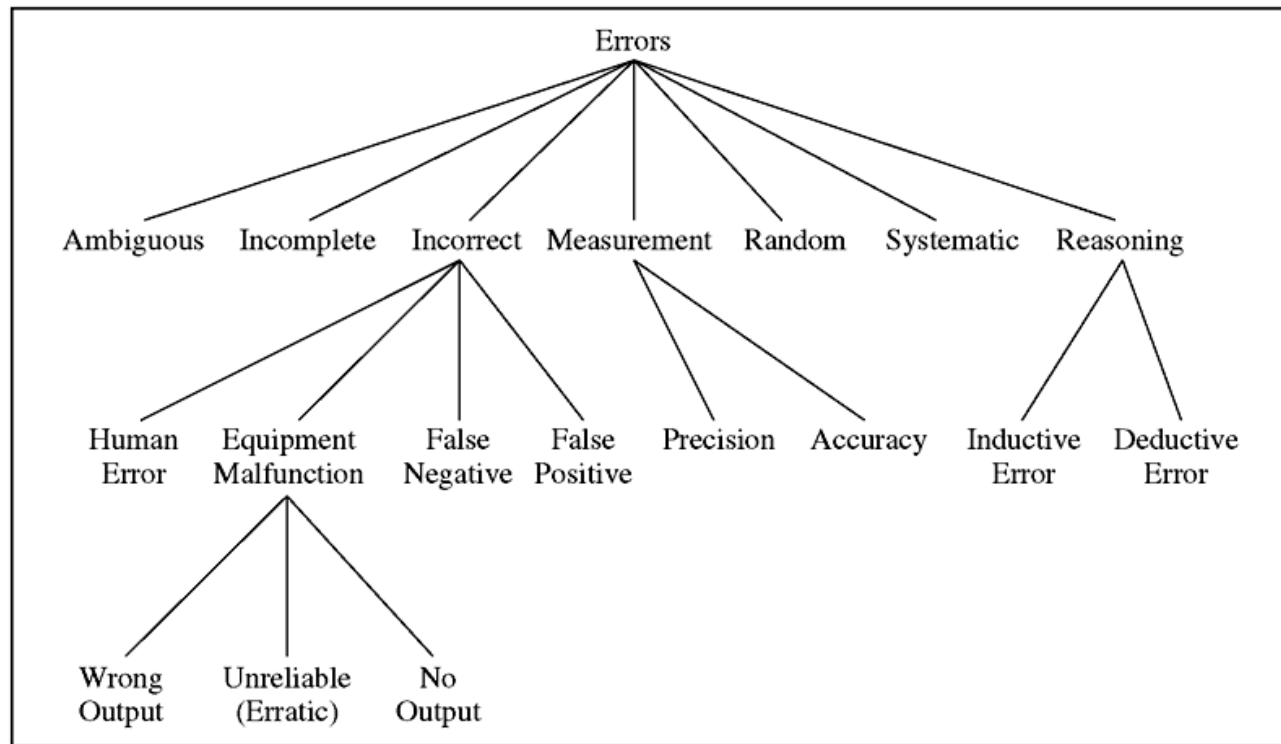 Errors
Ambiguous Incomplete Incorrect Measurement Random Systematic Reasoning
Human Equipment False False Precision Accuracy Inductive Deductive
Error Malfunction Negative Positive Error Error
Wrong Unreliable No
Output (Erratic) Output